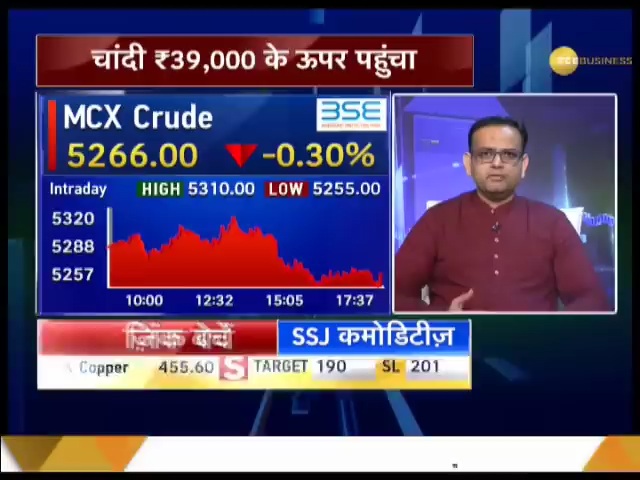 चांदी ₹39,000 के ऊपर पहुंचा
ZEE BUSINESS
MCX Crude
BSE
5266.00 -0.30%
Intraday HIGH 5310.00 LOW 5255.00
5320
5288
5257
10:00 12:32 15:05 17:37
SSJ कमोडिटीज़
Copper 455.60 S TARGET 190 SL 201